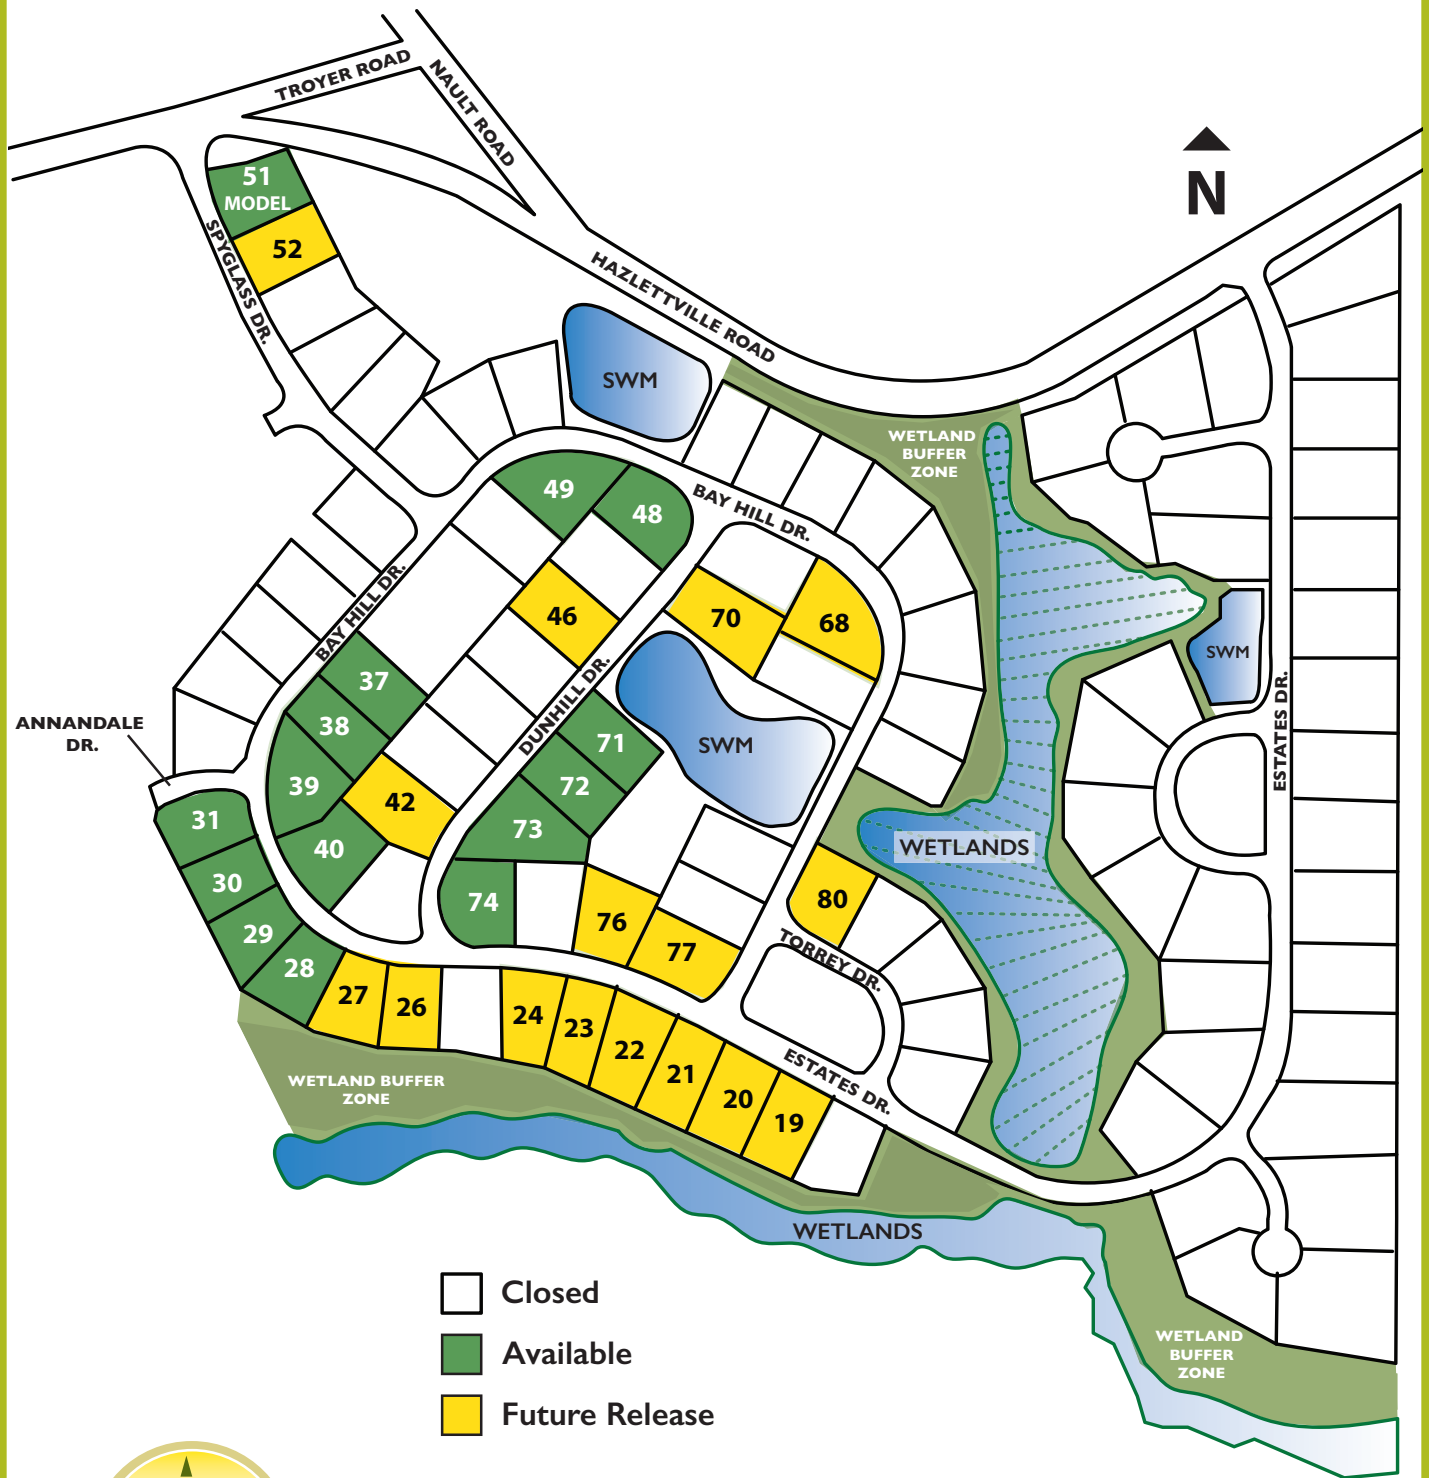 TROYER ROAD
NAULT ROAD
51
MODEL
N
52
SPYGLASS DR.
HAZLETTVILLE ROAD
SWM
WETLAND
BUFFER
ZONE
49
48
BAY HILL DR.
46
70
68
BAY HILL DR.
SWM
37
38
DUNHILL DR.
71
SWM
ESTATES DR.
ANNANDALE
DR.
39
42
72
31
73
40
WETLANDS
30
74
80
29
76
77
TORREY DR.
28
27
26
24
23
22
21
20
19
ESTATES DR.
WETLAND BUFFER
ZONE
WETLANDS
Closed
Available
Future Release
WETLAND
BUFFER
ZONE